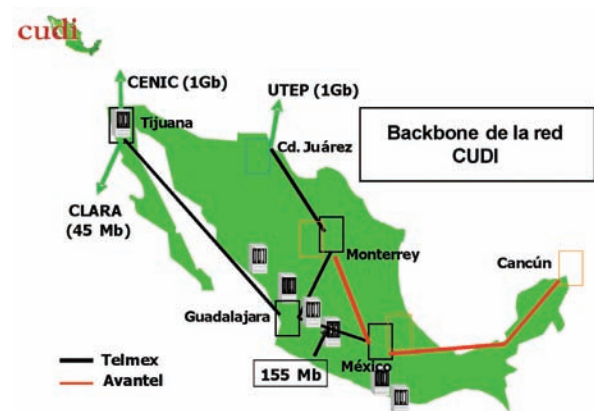 cudi
CENIC (1Gb)
UTEP (1Gb)
Tijuana
Cd. Juárez
Backbone de la red
CUDI
CLARA
(45 Mb)
Monterrey
Cancún
Guadalajara
México
155 Mb
Telmex
Avantel